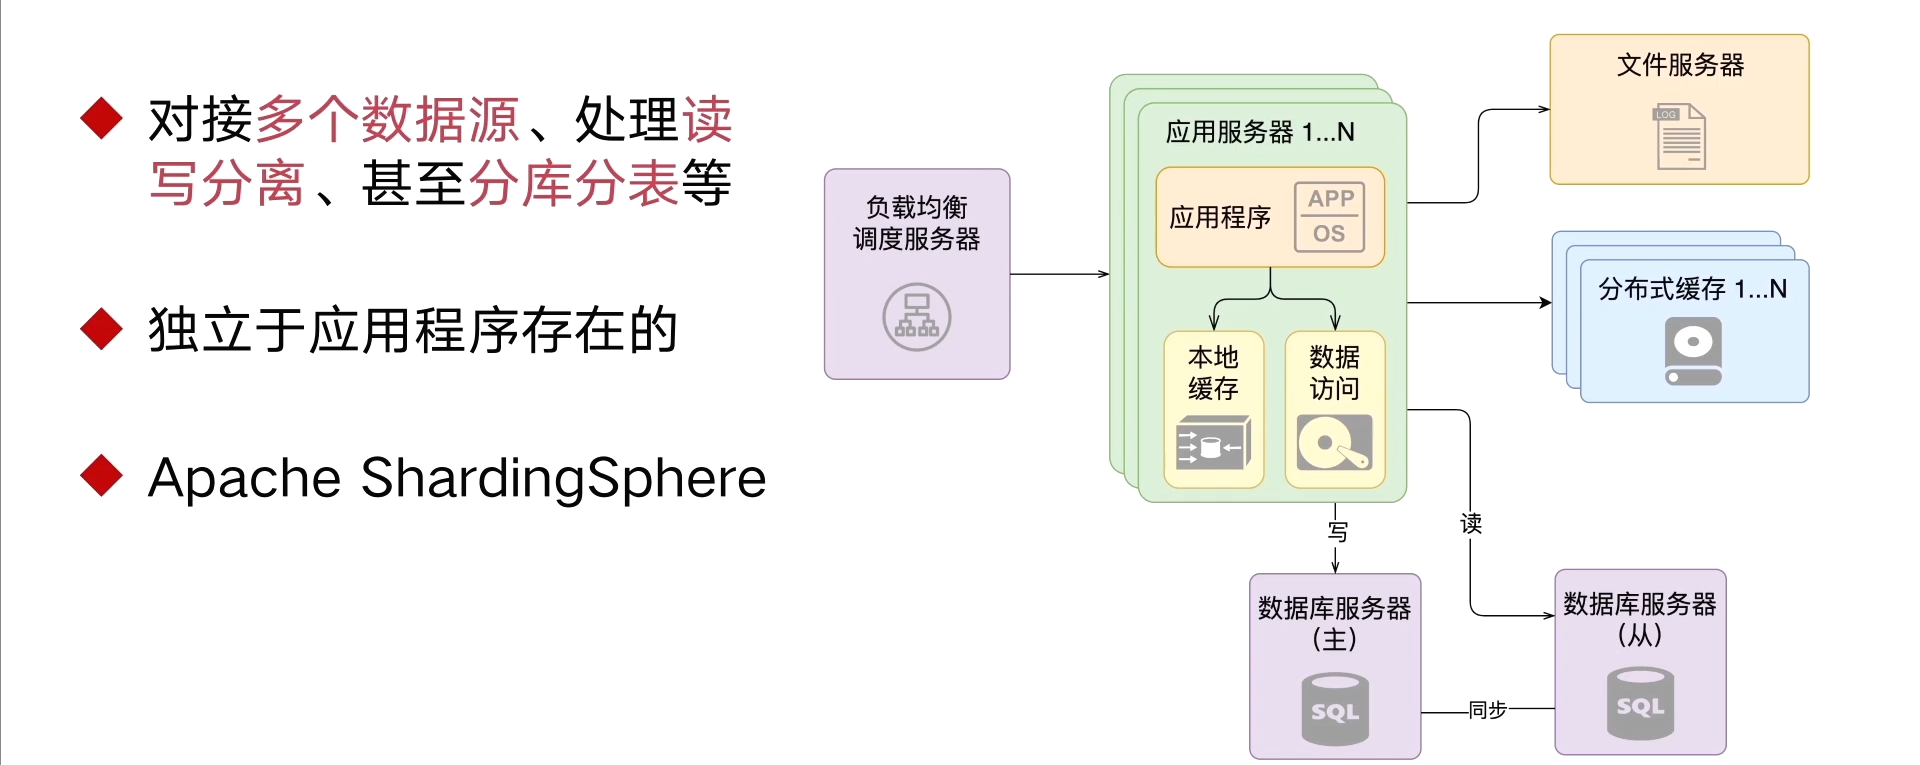 对接多个数据源、处理读
写分离、甚至分库分表等
独立于应用程序存在的
Apache ShardingSphere
负载均衡
调度服务器
应用服务器 1...N
应用程序
APP
OS
本地
缓存
数据
访问
文件服务器
LOG
分布式缓存 1...N
写
读
数据库服务器
（主）
SQL
同步
数据库服务器
（从）
SQL